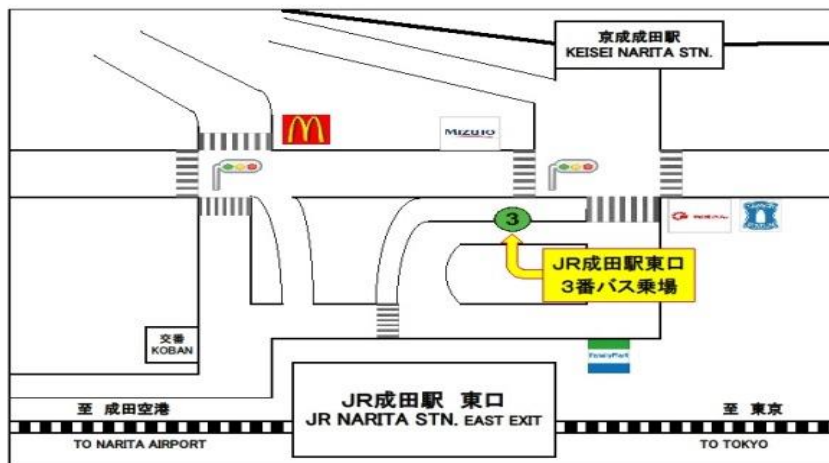 京成成田駅
KEISEI NARITA STN.
MIZUHO
3
JR成田駅東口
3番バス乗場
交番
KOBAN
FamilyMart
JR成田駅 東口
JR NARITA STN. EAST EXIT
至 成田空港
TO NARITA AIRPORT
至 東京
TO TOKYO